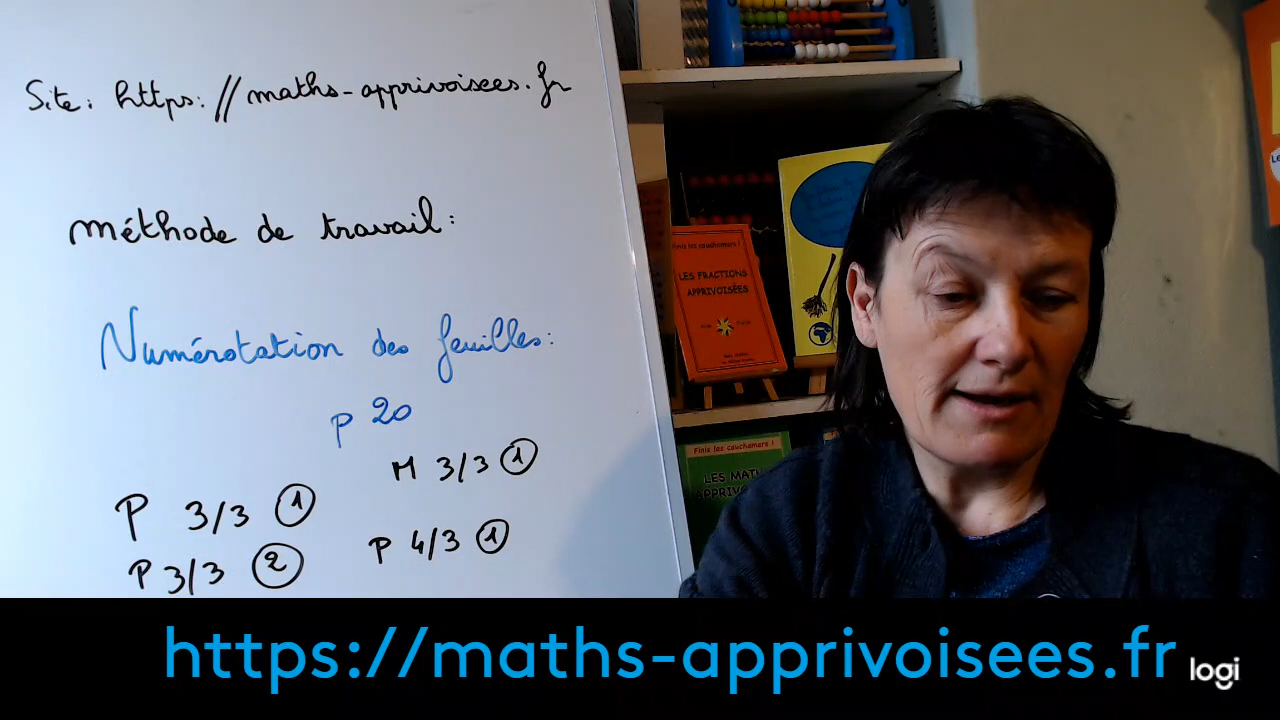 Site: https://maths-apprivoisees.fr
méthode de travail:
Numérotation des feuilles:
p 20
M 3/3 1
P 3/3 1
P 4/3 1
P 3/3 2
Finis les cauchemars !
LES FRACTIONS
APPRIVOISÉES
Finis les cauchemars !
LES MAT
APPRIV
https://maths-apprivoisees.fr
logi